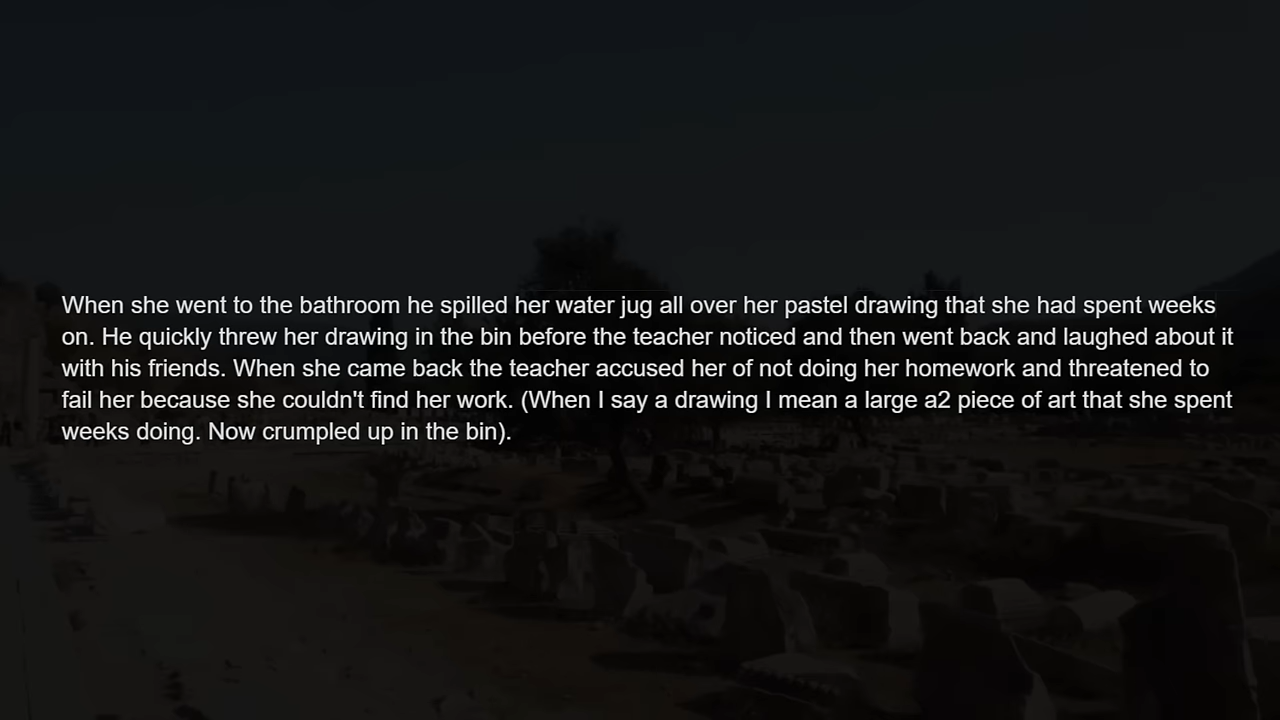 When she went to the bathroom he spilled her water jug all over her pastel drawing that she had spent weeks
on. He quickly threw her drawing in the bin before the teacher noticed and then went back and laughed about it
with his friends. When she came back the teacher accused her of not doing her homework and threatened to
fail her because she couldn't find her work. (When I say a drawing I mean a large a2 piece of art that she spent
weeks doing. Now crumpled up in the bin).